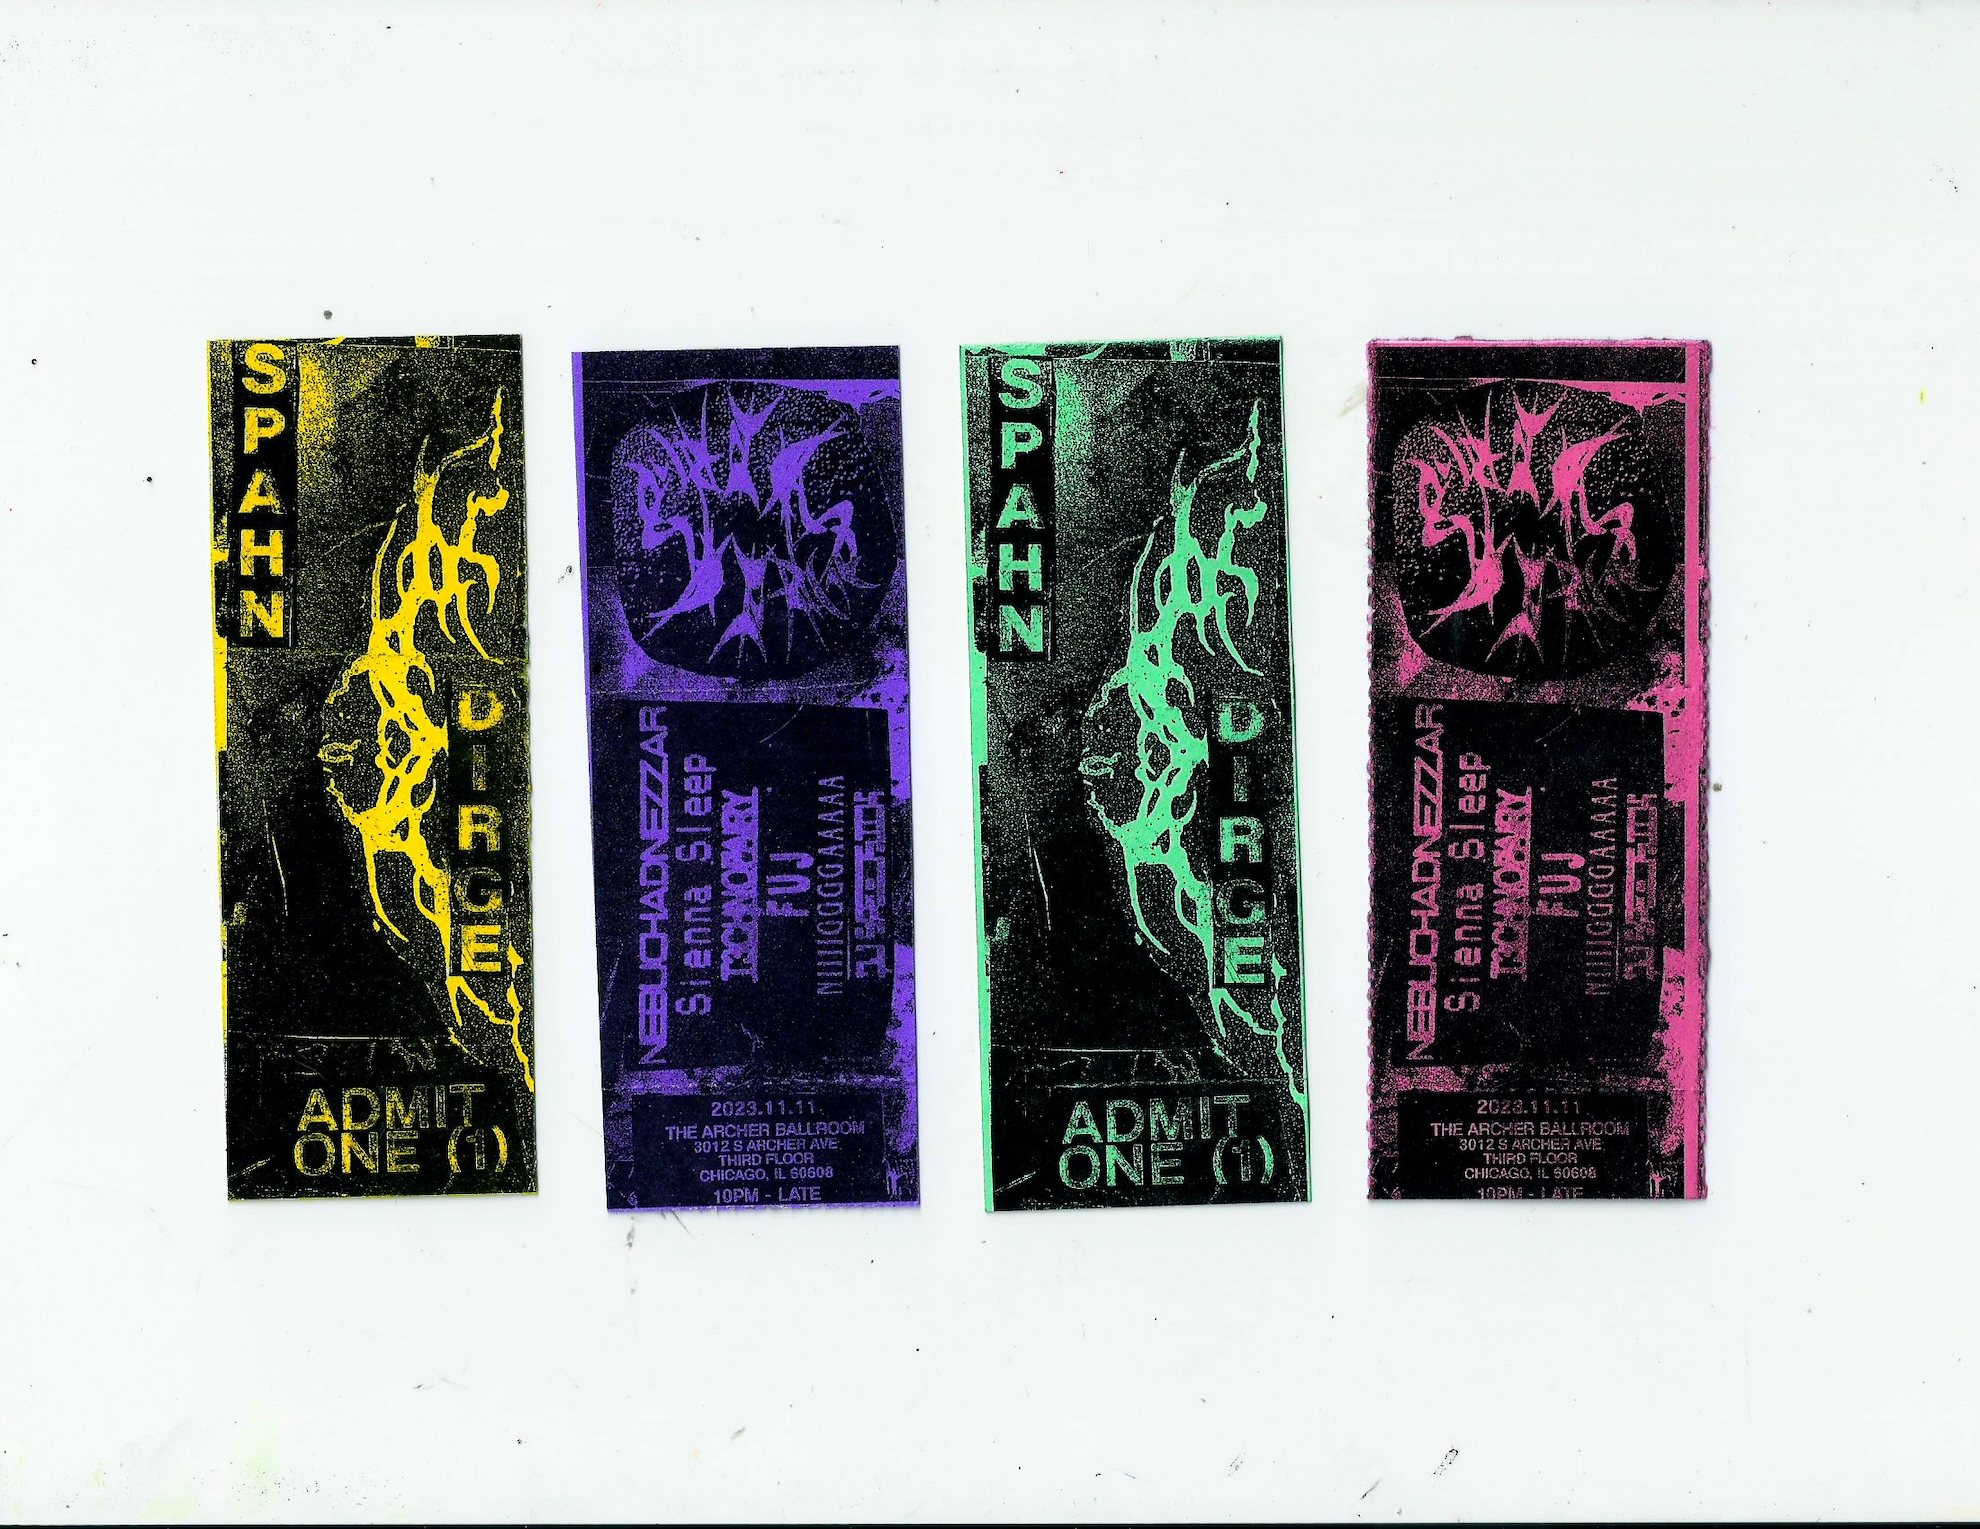 SPAHN
DIRGE
ADMIT
ONE (1)
NEBUCHADNEZZAR
Sienna Sleep
FUJ
2023.11.11
THE ARCHER BALLROOM
3012 S ARCHER AVE
THIRD FLOOR
CHICAGO, IL 60608
10PM - LATE
SPAHN
DIRGE
ADMIT
ONE (1)
NEBUCHADNEZZAR
Sienna Sleep
FUJ
2023.11.11
THE ARCHER BALLROOM
3012 S ARCHER AVE
THIRD FLOOR
CHICAGO, IL 60608
10PM - LATE